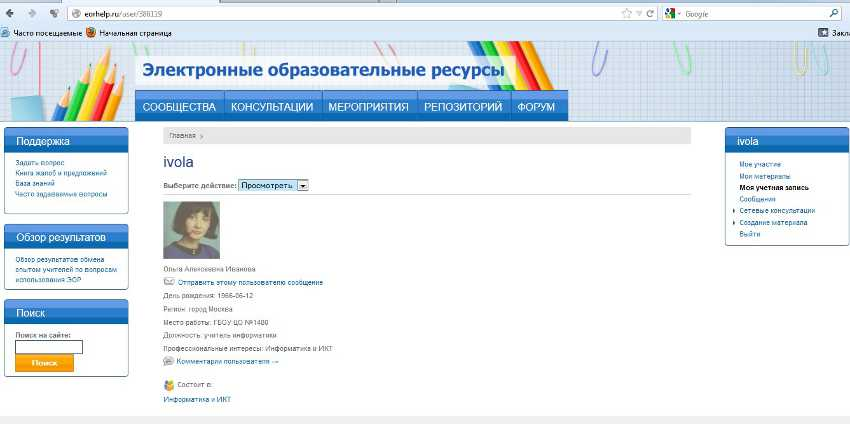 eorhelp.ru/user/386139
Google
Часто посещаемые
Начальная страница
Закла
Электронные образовательные ресурсы
СООБЩЕСТВА
КОНСУЛЬТАЦИИ
МЕРОПРИЯТИЯ
РЕПОЗИТОРИЙ
ФОРУМ
Поддержка
Задать вопрос
Книга жалоб и предложений
База знаний
Часто задаваемые вопросы
Обзор результатов
Обзор результатов обмена
опытом учителей по вопросам
использования ЭОР
Поиск
Поиск на сайте:
Поиск
Главная
ivola
Выберите действие: Просмотреть
Ольга Алексеевна Иванова
Отправить этому пользователю сообщение
День рождения: 1966-06-12
Регион: город Москва
Место работы: ГБОУ ЦО №1486
Должность: учитель информатики
Профессиональные интересы: Информатика и ИКТ
Комментарии пользователя →
Состоит в:
Информатика и ИКТ
ivola
Мое участие
Мои материалы
Моя учетная запись
Сообщения
Сетевые консультации
Создание материала
Выйти